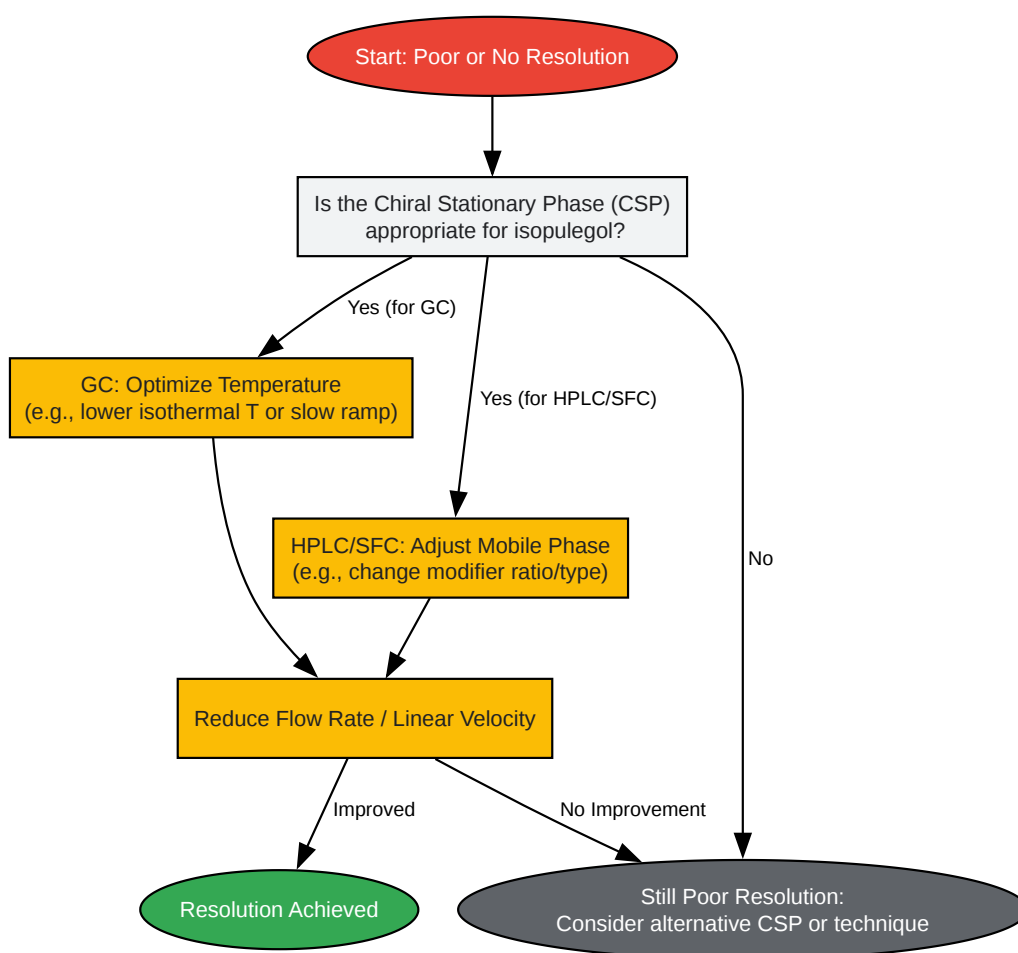 Start: Poor or No Resolution
Is the Chiral Stationary Phase (CSP)
appropriate for isopulegol?
Yes (for GC)
GC: Optimize Temperature
(e.g., lower isothermal T or slow ramp)
Yes (for HPLC/SFC)
HPLC/SFC: Adjust Mobile Phase
(e.g., change modifier ratio/type)
No
Reduce Flow Rate / Linear Velocity
Improved
No Improvement
Resolution Achieved
Still Poor Resolution:
Consider alternative CSP or technique